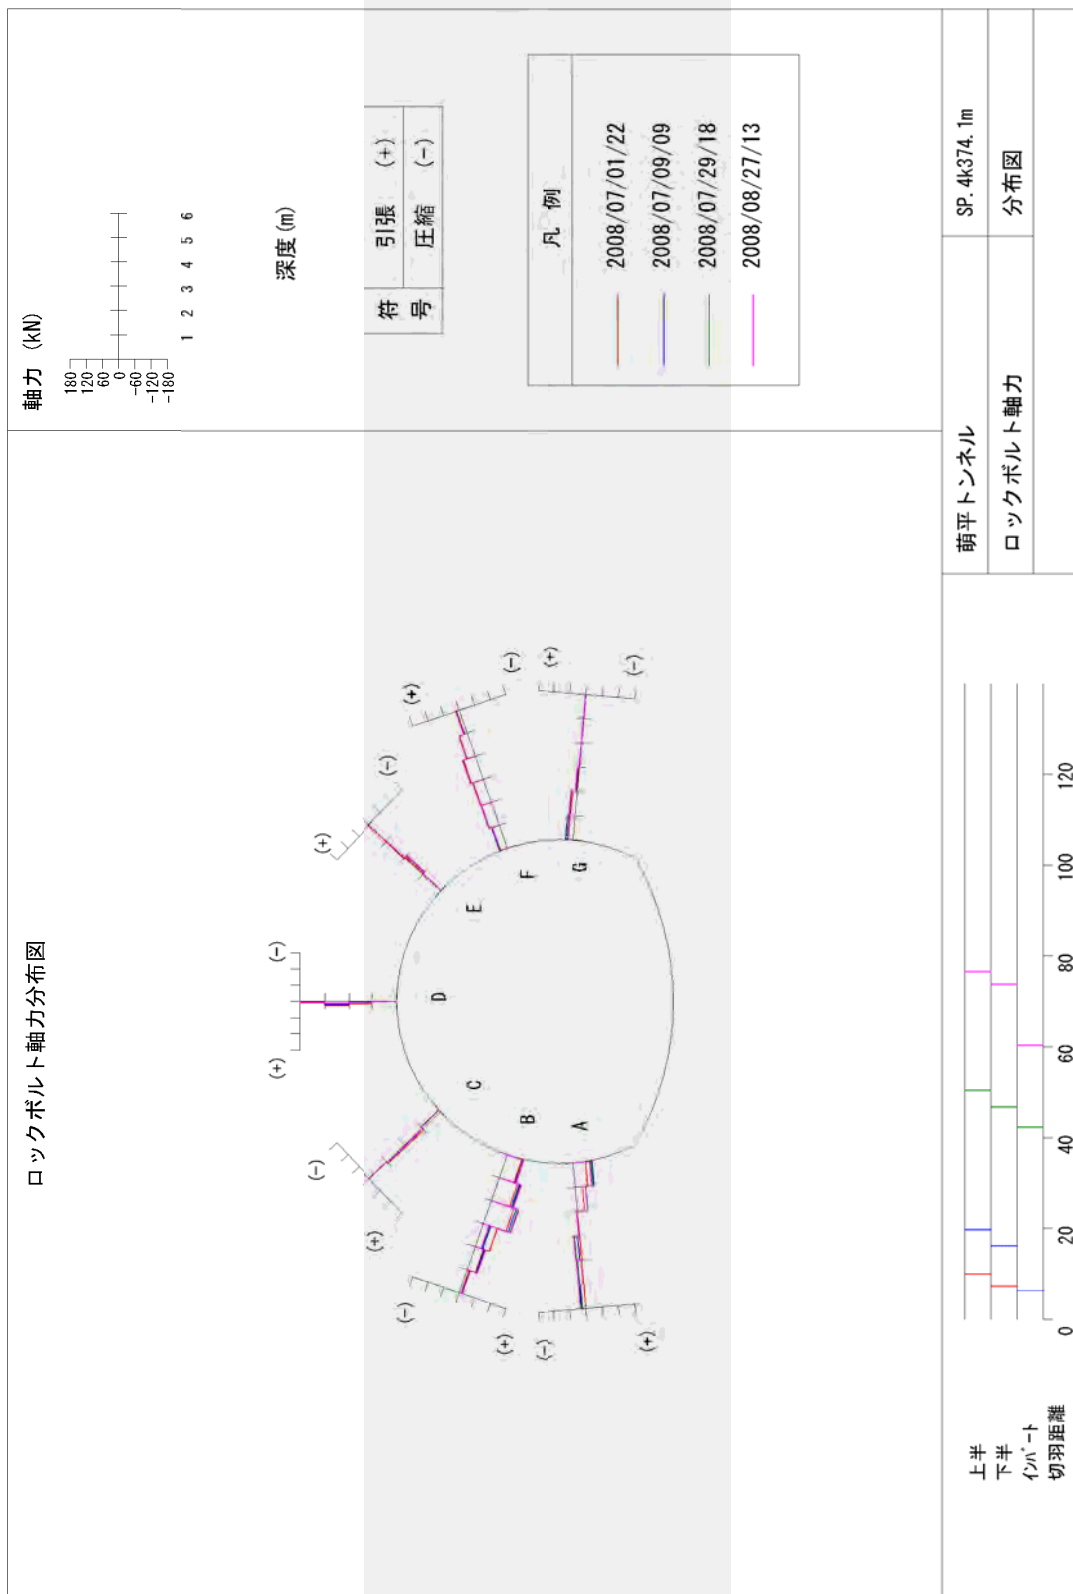 ロックボルト軸力分布図
軸力 (kN)
180
120
60
0
-60
-120
-180
1 2 3 4 5 6
深度(m)
符号
引張 (+)
圧縮 (-)
凡 例
2008/07/01/22
2008/07/09/09
2008/07/29/18
2008/08/27/13
(+) (-)
D
(-) (+)
C
(+) (-)
E
(-) (+)
B
(+) (-)
F
(-) (+)
A
(+) (-)
G
上半
下半
インバート
切羽距離
0 20 40 60 80 100 120
萌平トンネル
SP. 4k374.1m
ロックボルト軸力
分布図